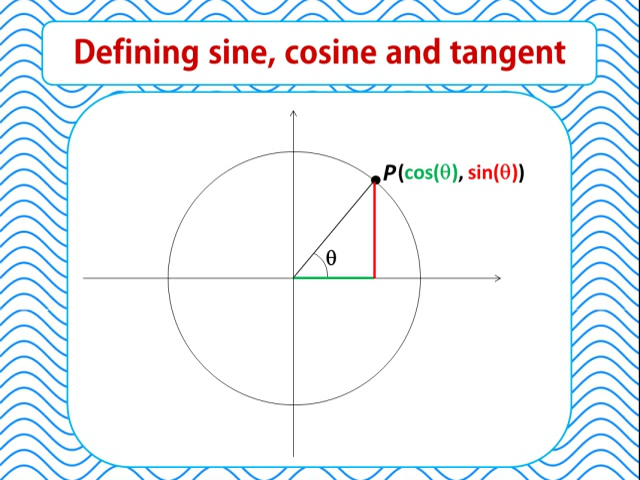 Defining sine, cosine and tangent
P(cos(θ), sin(θ))
θ